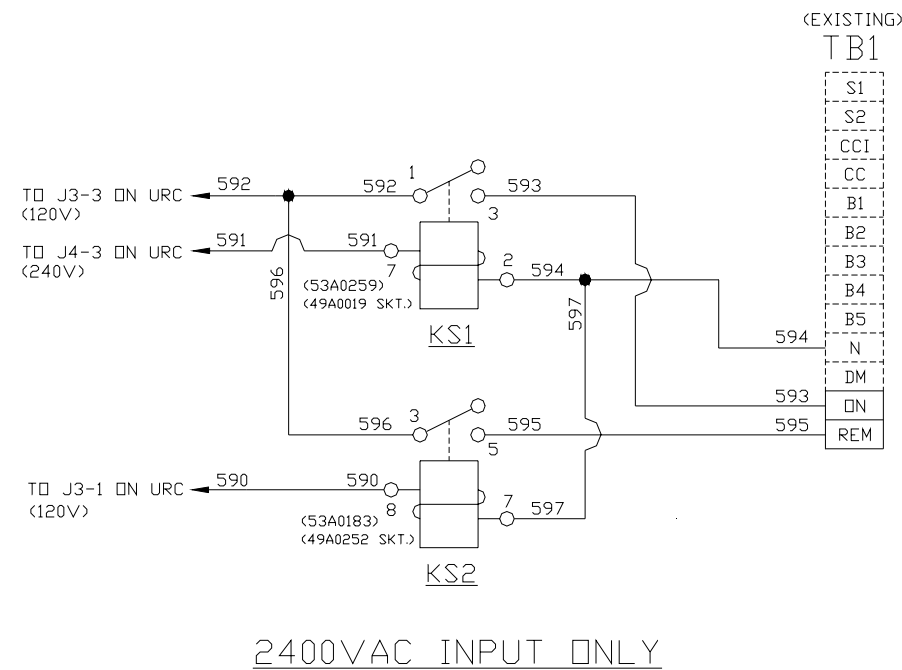 (EXISTING)
TB1
S1
S2
CCI
CC
B1
B2
B3
B4
B5
N
DM
ON
REM
TO J3-3 ON URC
(120V)
592
592
1
3
593
TO J4-3 ON URC
(240V)
591
591
7
2
594
596
(53A0259)
(49A0019 SKT.)
KS1
597
594
593
595
596
3
5
595
TO J3-1 ON URC
(120V)
590
590
8
7
597
(53A0183)
(49A0252 SKT.)
KS2
2400VAC INPUT ONLY